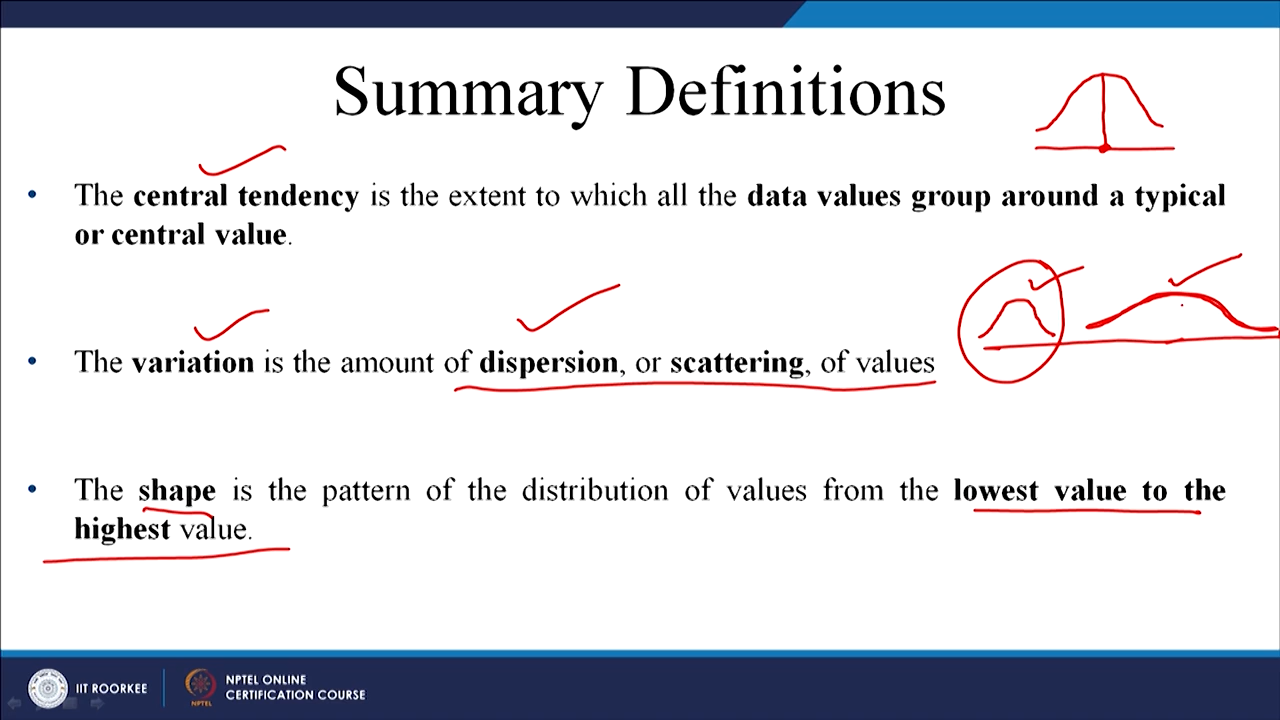 Summary Definitions
• The central tendency is the extent to which all the data values group around a typical
or central value.
• The variation is the amount of dispersion, or scattering, of values
• The shape is the pattern of the distribution of values from the lowest value to the
highest value.
IIT ROORKEE
NPTEL
NPTEL ONLINE
CERTIFICATION COURSE